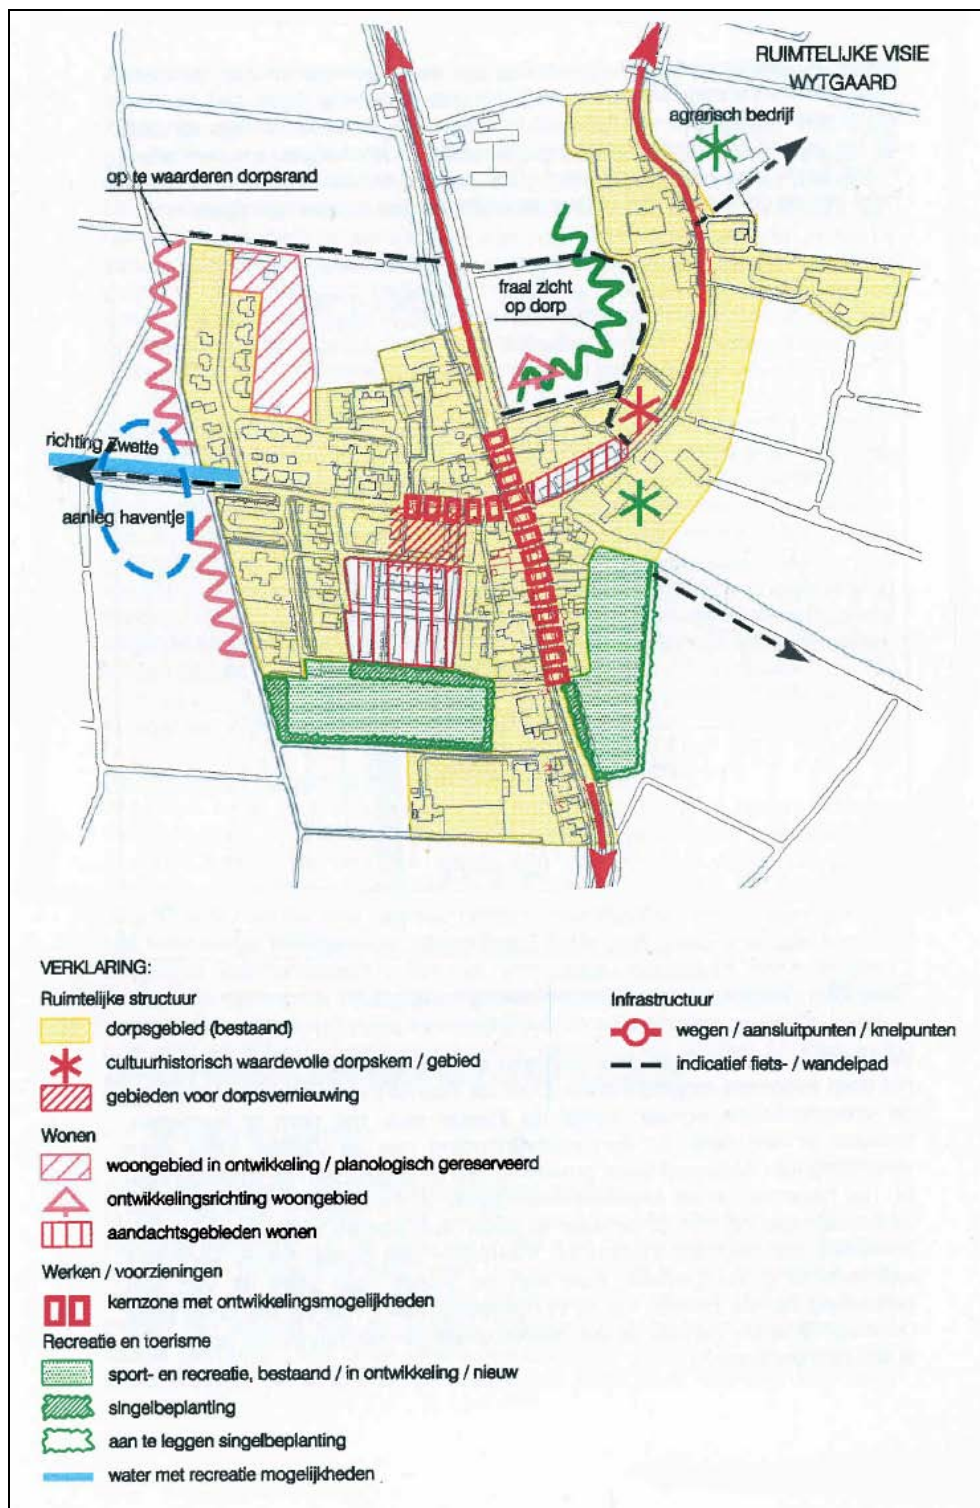 RUIMTELIJKE VISIE
WYTGAARD
agrarisch bedrijf
op te waarderen dorpsrand
fraai zicht
op dorp
richting Zwette
aanleg haventje
VERKLARING:
Ruimtelijke structuur
dorpsgebied (bestaand)
cultuurhistorisch waardevolle dorpskern / gebied
gebieden voor dorpsvernieuwing
Wonen
woongebied in ontwikkeling / planologisch gereserveerd
ontwikkelingsrichting woongebied
aandachtsgebieden wonen
Werken / voorzieningen
kernzone met ontwikkelingsmogelijkheden
Recreatie en toerisme
sport- en recreatie, bestaand / in ontwikkeling / nieuw
singelbeplanting
aan te leggen singelbeplanting
water met recreatie mogelijkheden
Infrastructuur
wegen / aansluitpunten / knelpunten
indicatief fiets- / wandelpad